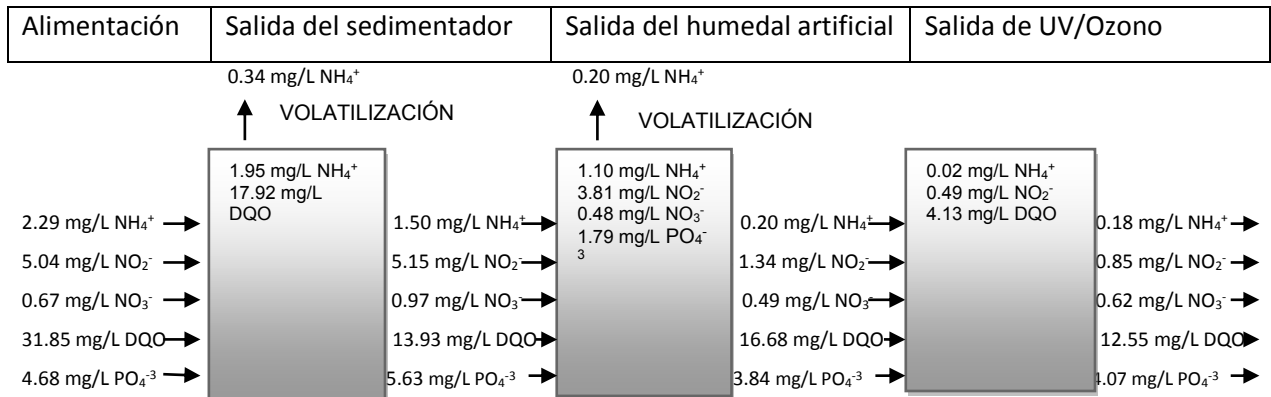 Alimentación
Salida del sedimentador
Salida del humedal artificial
Salida de UV/Ozono
0.34 mg/L NH₄⁺
VOLATILIZACIÓN
0.20 mg/L NH₄⁺
VOLATILIZACIÓN
2.29 mg/L NH₄⁺
5.04 mg/L NO₂⁻
0.67 mg/L NO₃⁻
31.85 mg/L DQO
4.68 mg/L PO₄⁻³
1.95 mg/L NH₄⁺
17.92 mg/L
DQO
1.50 mg/L NH₄⁺
5.15 mg/L NO₂⁻
0.97 mg/L NO₃⁻
13.93 mg/L DQO
5.63 mg/L PO₄⁻³
1.10 mg/L NH₄⁺
3.81 mg/L NO₂⁻
0.48 mg/L NO₃⁻
1.79 mg/L PO₄⁻
³
0.20 mg/L NH₄⁺
1.34 mg/L NO₂⁻
0.49 mg/L NO₃⁻
16.68 mg/L DQO
3.84 mg/L PO₄⁻³
0.02 mg/L NH₄⁺
0.49 mg/L NO₂⁻
4.13 mg/L DQO
0.18 mg/L NH₄⁺
0.85 mg/L NO₂⁻
0.62 mg/L NO₃⁻
12.55 mg/L DQO
mg/L PO₄⁻³